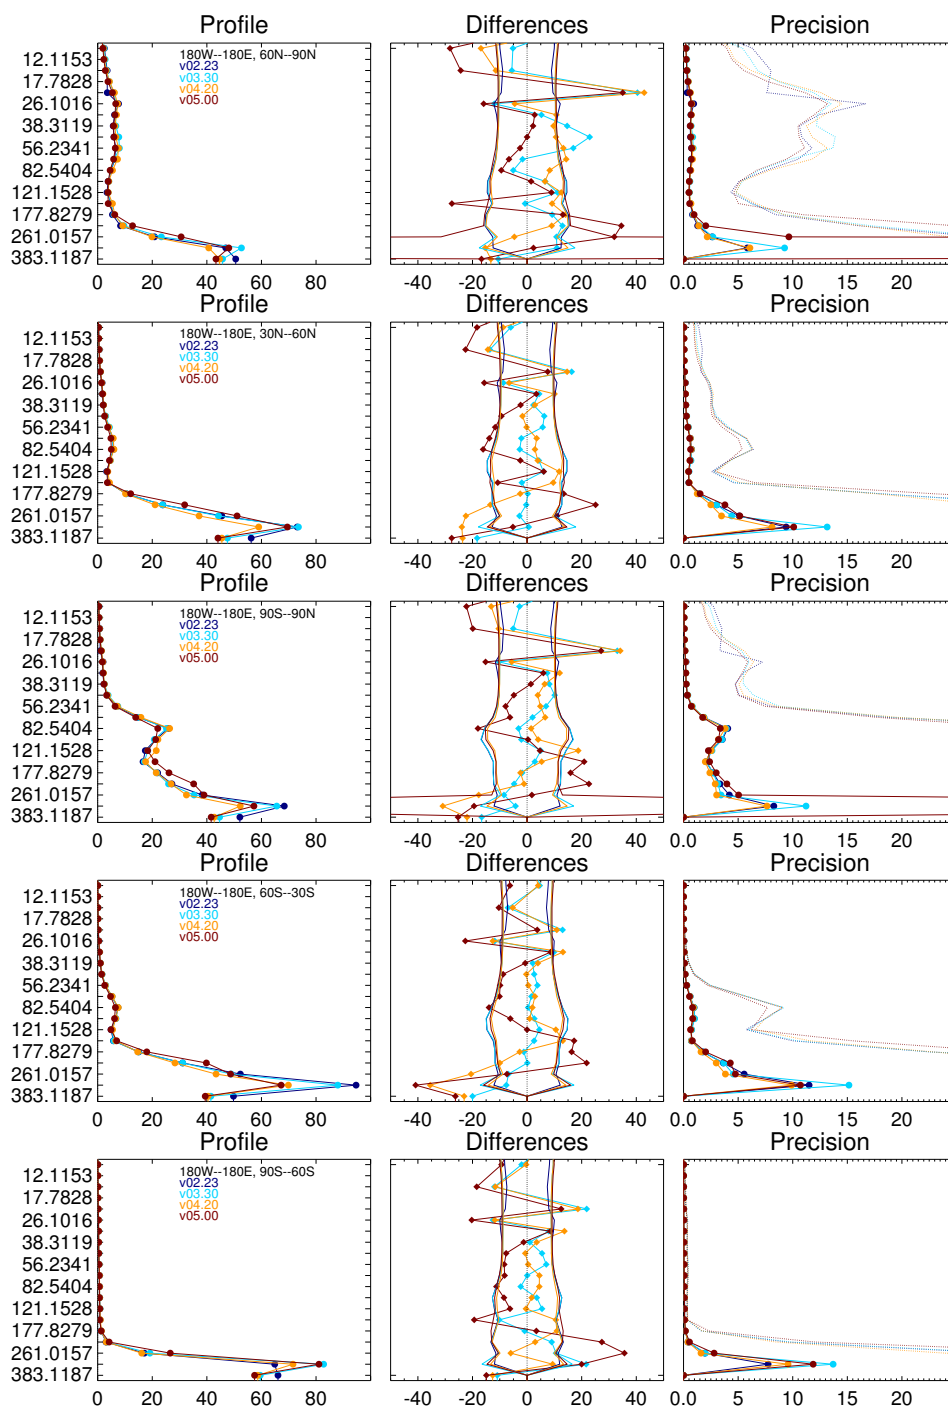 Profile Differences Precision
180W--180E, 60N--90N
v02.23
v03.30
v04.20
v05.00
12.1153
17.7828
26.1016
38.3119
56.2341
82.5404
121.1528
177.8279
261.0157
383.1187
0 20 40 60 80 -40 -20 0 20 40 0.0 5 10 15 20
Profile Differences Precision
180W--180E, 30N--60N
v02.23
v03.30
v04.20
v05.00
12.1153
17.7828
26.1016
38.3119
56.2341
82.5404
121.1528
177.8279
261.0157
383.1187
0 20 40 60 80 -40 -20 0 20 40 0.0 5 10 15 20
Profile Differences Precision
180W--180E, 90S--90N
v02.23
v03.30
v04.20
v05.00
12.1153
17.7828
26.1016
38.3119
56.2341
82.5404
121.1528
177.8279
261.0157
383.1187
0 20 40 60 80 -40 -20 0 20 40 0.0 5 10 15 20
Profile Differences Precision
180W--180E, 60S--30S
v02.23
v03.30
v04.20
v05.00
12.1153
17.7828
26.1016
38.3119
56.2341
82.5404
121.1528
177.8279
261.0157
383.1187
0 20 40 60 80 -40 -20 0 20 40 0.0 5 10 15 20
Profile Differences Precision
180W--180E, 90S--60S
v02.23
v03.30
v04.20
v05.00
12.1153
17.7828
26.1016
38.3119
56.2341
82.5404
121.1528
177.8279
261.0157
383.1187
0 20 40 60 80 -40 -20 0 20 40 0.0 5 10 15 20